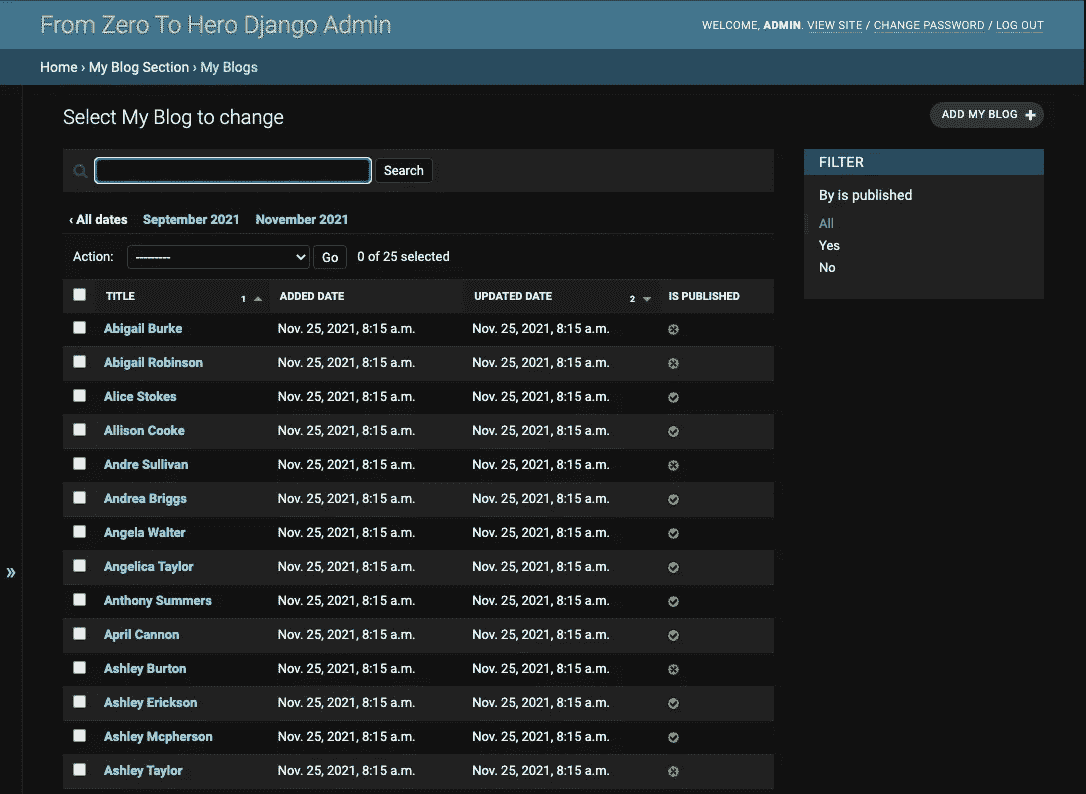 From Zero To Hero Django Admin
WELCOME, ADMIN. VIEW SITE / CHANGE PASSWORD / LOG OUT
Home › My Blog Section › My Blogs
Select My Blog to change
ADD MY BLOG +
Search
‹ All dates September 2021 November 2021
Action: --------- Go 0 of 25 selected
TITLE 1 ADDED DATE UPDATED DATE 2 IS PUBLISHED
Abigail Burke Nov. 25, 2021, 8:15 a.m. Nov. 25, 2021, 8:15 a.m.
Abigail Robinson Nov. 25, 2021, 8:15 a.m. Nov. 25, 2021, 8:15 a.m.
Alice Stokes Nov. 25, 2021, 8:15 a.m. Nov. 25, 2021, 8:15 a.m.
Allison Cooke Nov. 25, 2021, 8:15 a.m. Nov. 25, 2021, 8:15 a.m.
Andre Sullivan Nov. 25, 2021, 8:15 a.m. Nov. 25, 2021, 8:15 a.m.
Andrea Briggs Nov. 25, 2021, 8:15 a.m. Nov. 25, 2021, 8:15 a.m.
Angela Walter Nov. 25, 2021, 8:15 a.m. Nov. 25, 2021, 8:15 a.m.
Angelica Taylor Nov. 25, 2021, 8:15 a.m. Nov. 25, 2021, 8:15 a.m.
Anthony Summers Nov. 25, 2021, 8:15 a.m. Nov. 25, 2021, 8:15 a.m.
April Cannon Nov. 25, 2021, 8:15 a.m. Nov. 25, 2021, 8:15 a.m.
Ashley Burton Nov. 25, 2021, 8:15 a.m. Nov. 25, 2021, 8:15 a.m.
Ashley Erickson Nov. 25, 2021, 8:15 a.m. Nov. 25, 2021, 8:15 a.m.
Ashley Mcpherson Nov. 25, 2021, 8:15 a.m. Nov. 25, 2021, 8:15 a.m.
Ashley Taylor Nov. 25, 2021, 8:15 a.m. Nov. 25, 2021, 8:15 a.m.
FILTER
By is published
All
Yes
No
»